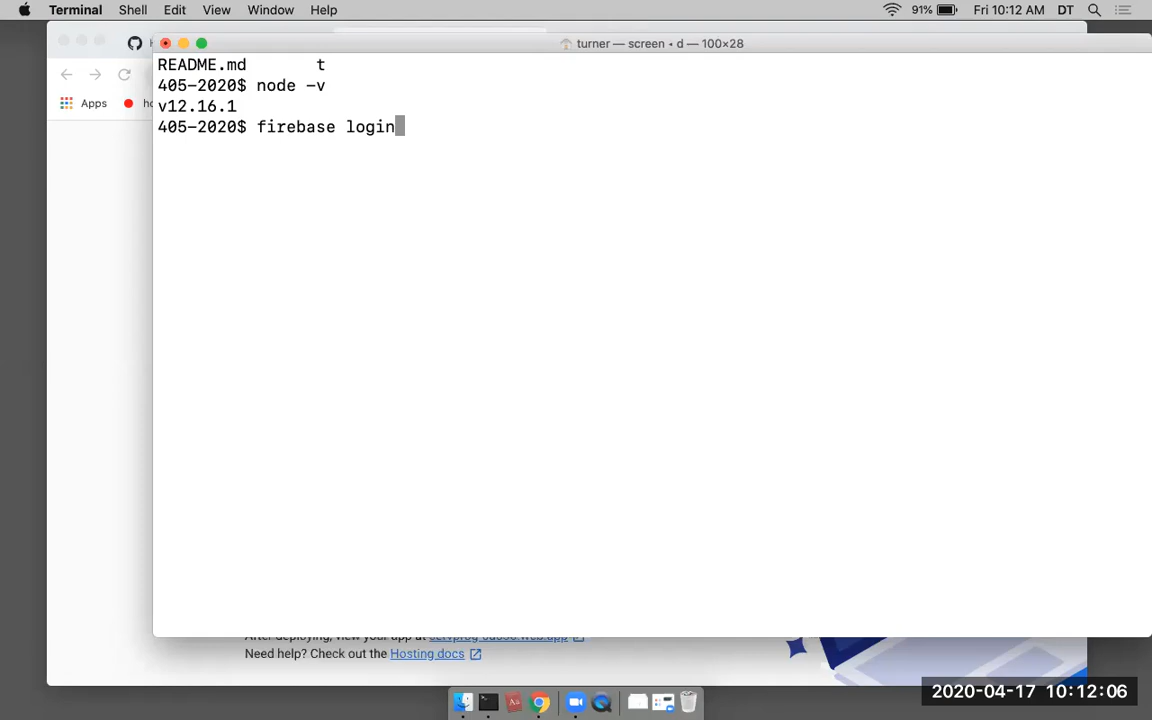 Terminal Shell Edit View Window Help 91% Fri 10:12 AM DT
turner — screen • d — 100×28
Apps
README.md t
405-2020$ node -v
v12.16.1
405-2020$ firebase login
Need help? Check out the Hosting docs
2020-04-17 10:12:06